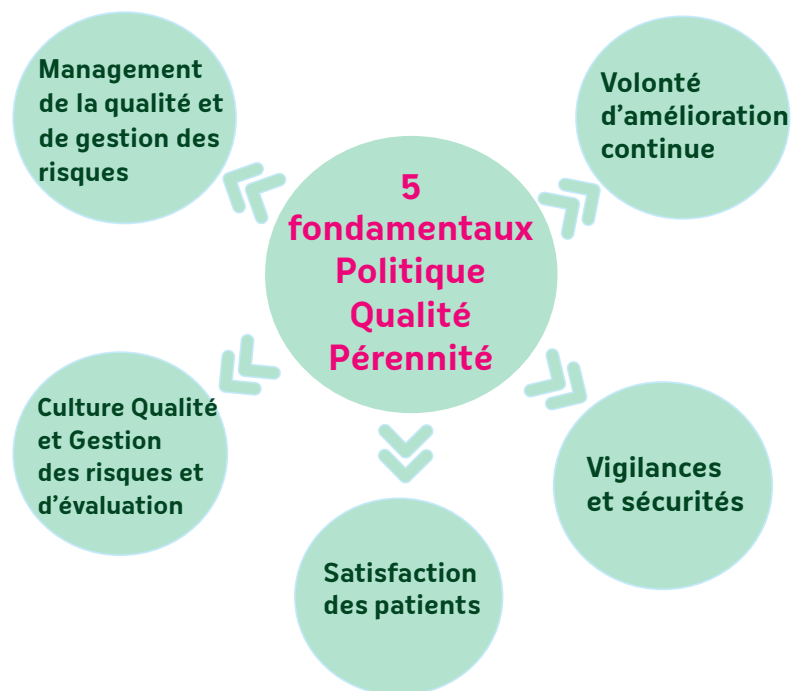 Management
de la qualité et
de gestion des
risques
Volonté
d'amélioration
continue
5
fondamentaux
Politique
Qualité
Pérennité
Culture Qualité
et Gestion
des risques et
d'évaluation
Vigilances
et sécurités
Satisfaction
des patients